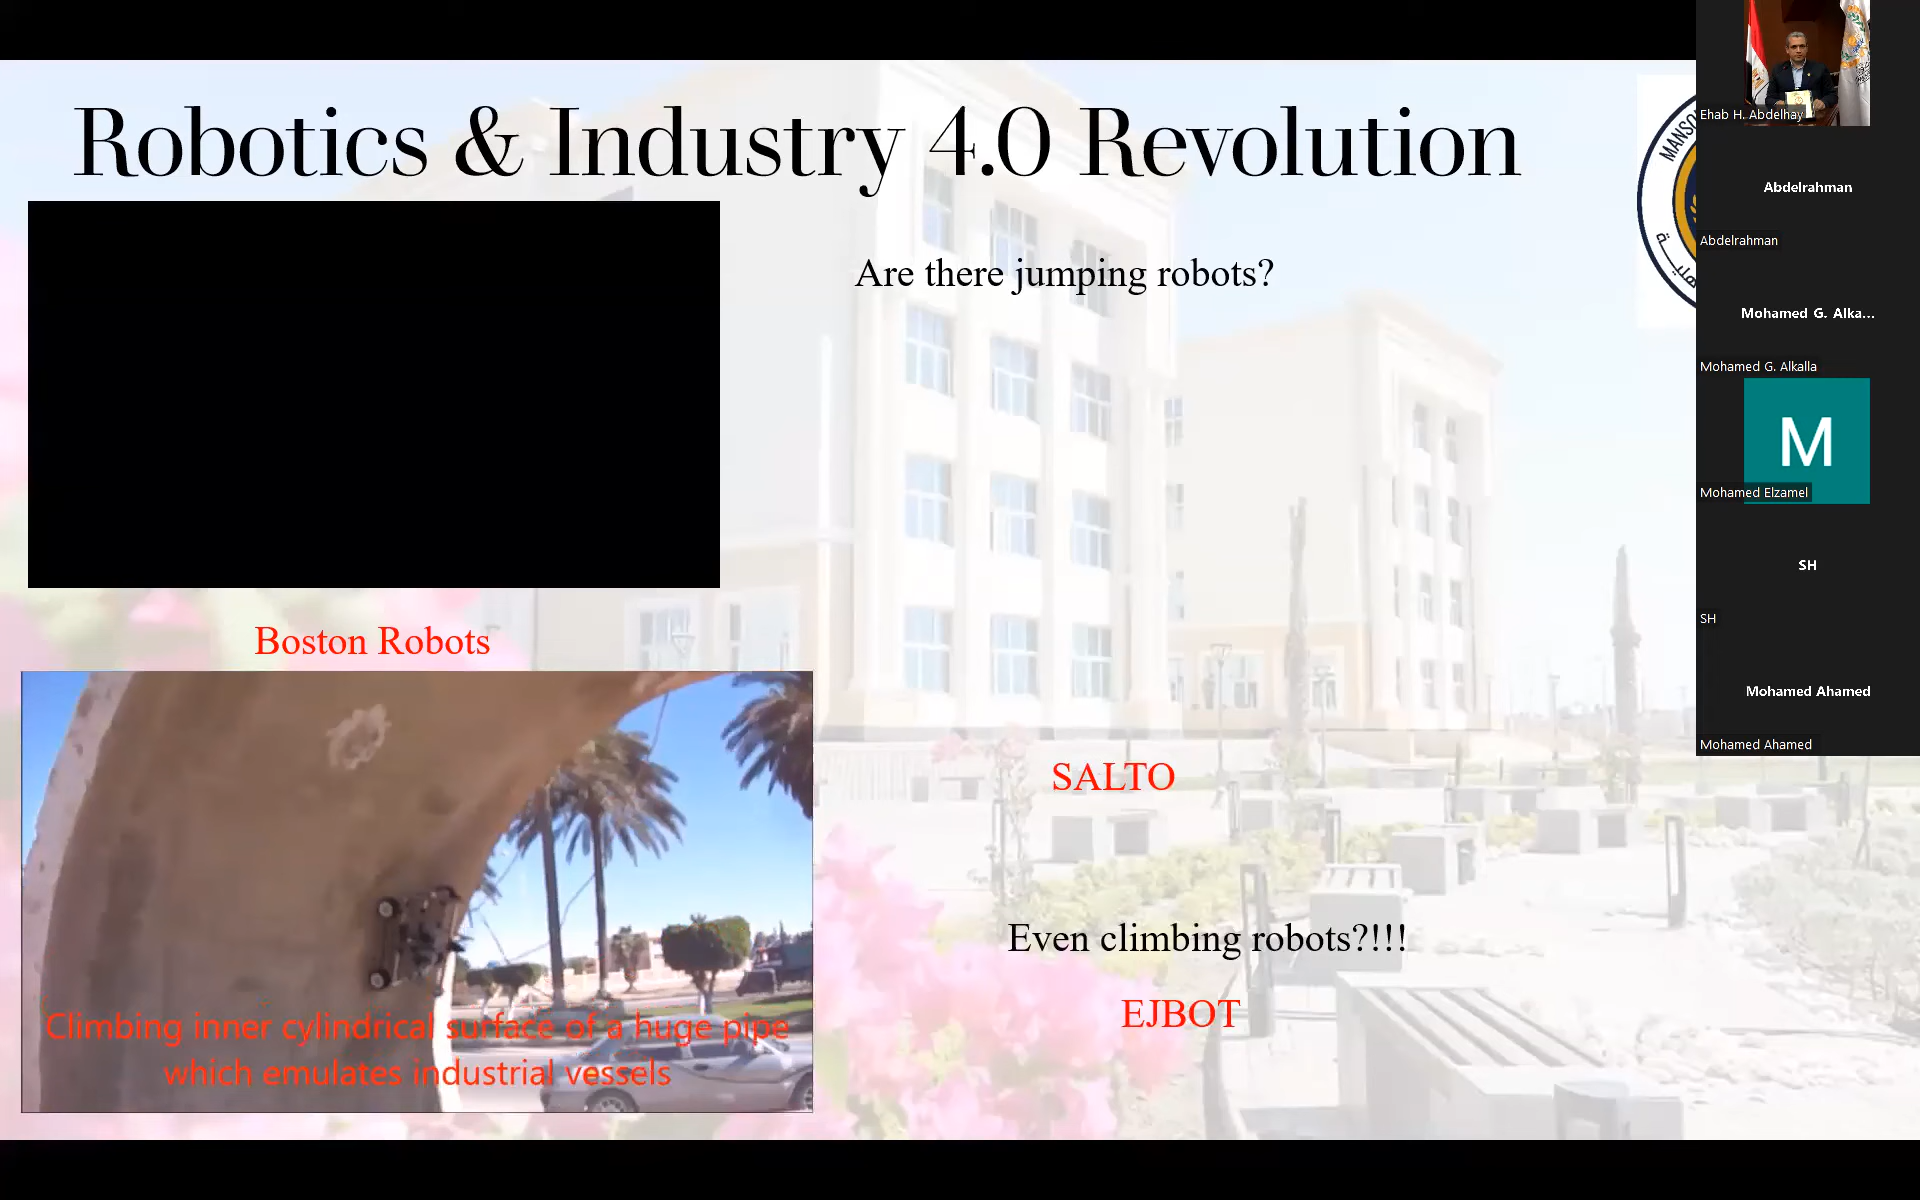 Robotics & Industry 4.0 Revolution
Are there jumping robots?
Boston Robots
SALTO
Even climbing robots?!!!
EJBOT
Climbing inner cylindrical surface of a huge pipe
which emulates industrial vessels
MANSO
Ehab H. Abdelhay
Abdelrahman
Abdelrahman
Mohamed G. Alka...
Mohamed G. Alkalla
M
Mohamed Elzamel
SH
SH
Mohamed Ahamed
Mohamed Ahamed